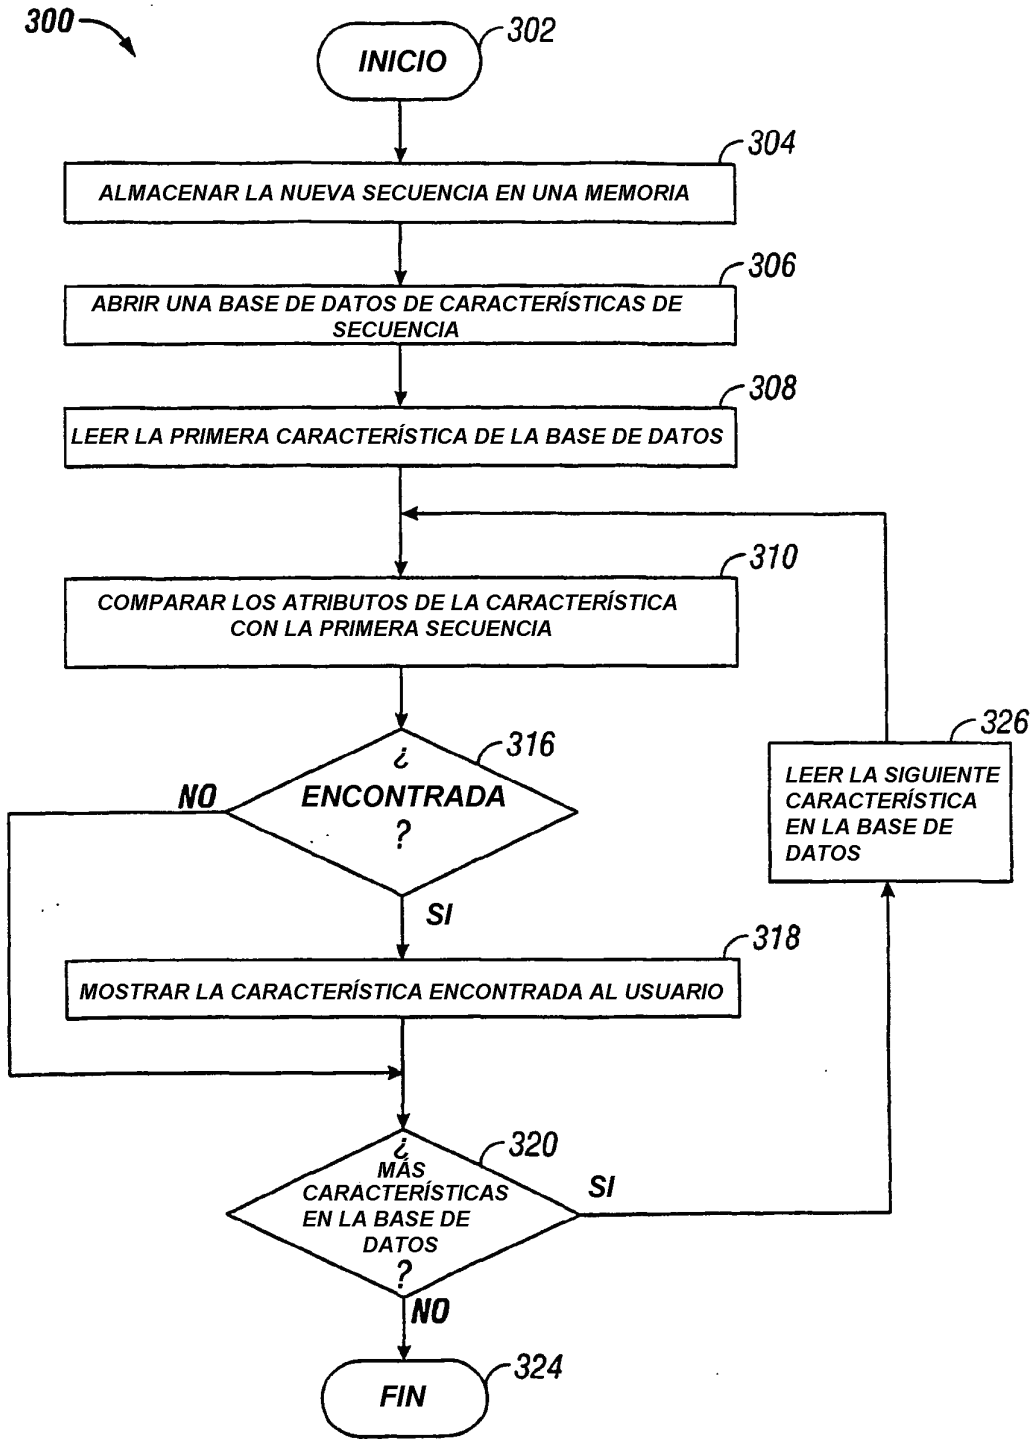 300
302
INICIO
304
ALMACENAR LA NUEVA SECUENCIA EN UNA MEMORIA
306
ABRIR UNA BASE DE DATOS DE CARACTERÍSTICAS DE
SECUENCIA
308
LEER LA PRIMERA CARACTERÍSTICA DE LA BASE DE DATOS
310
COMPARAR LOS ATRIBUTOS DE LA CARACTERÍSTICA
CON LA PRIMERA SECUENCIA
316
¿
ENCONTRADA
?
NO
SI
326
LEER LA SIGUIENTE
CARACTERÍSTICA
EN LA BASE DE
DATOS
318
MOSTRAR LA CARACTERÍSTICA ENCONTRADA AL USUARIO
320
¿
MÁS
CARACTERÍSTICAS
EN LA BASE DE
DATOS
?
SI
NO
324
FIN